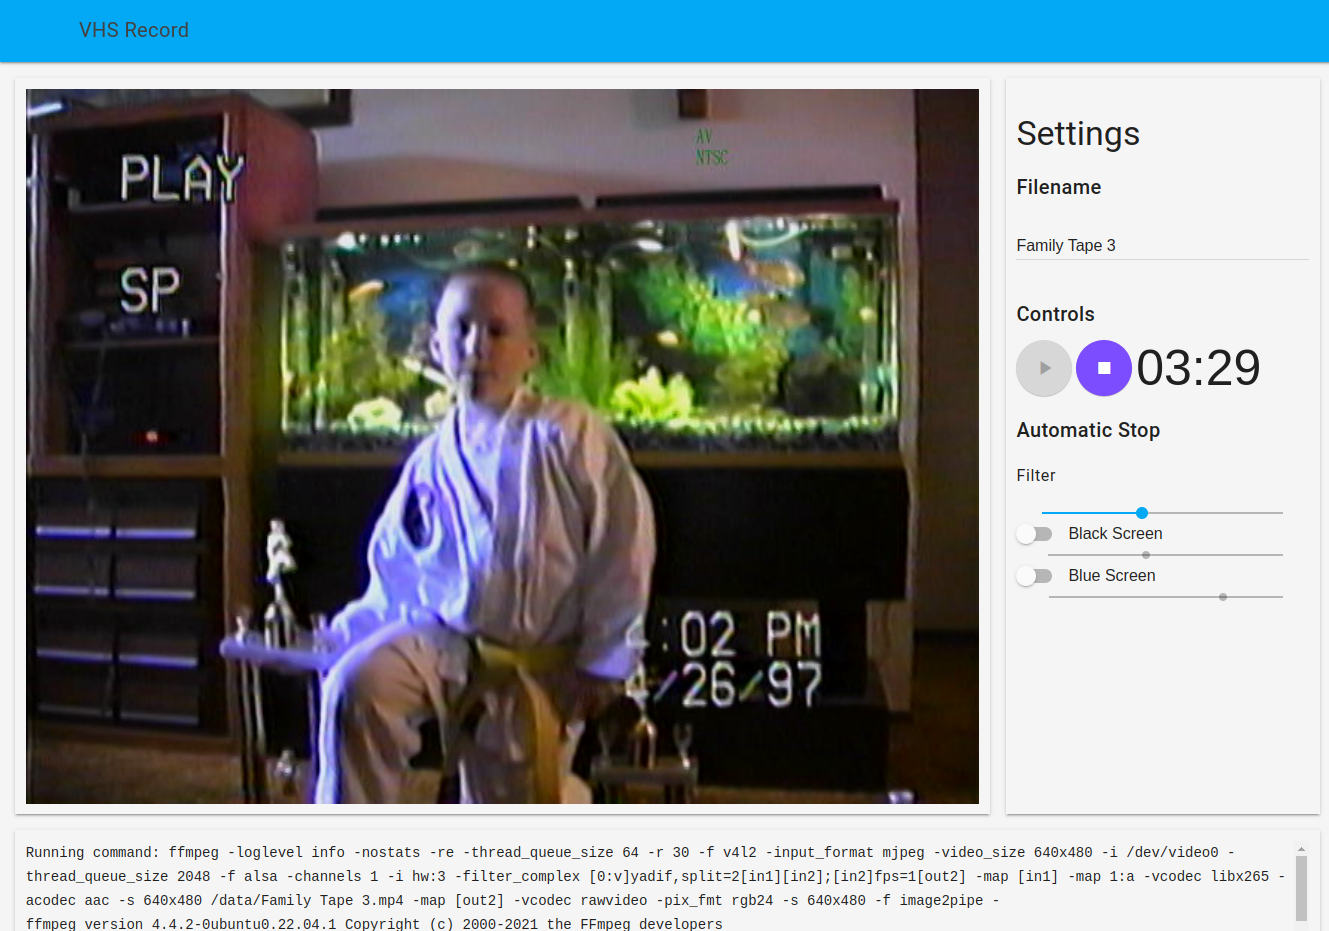 VHS Record
AV
NTSC
PLAY
SP
:02 PM
4/26/97
Settings
Filename
Family Tape 3
Controls
03:29
Automatic Stop
Filter
Black Screen
Blue Screen
Running command: ffmpeg -loglevel info -nostats -re -thread_queue_size 64 -r 30 -f v4l2 -input_format mjpeg -video_size 640x480 -i /dev/video0 -
thread_queue_size 2048 -f alsa -channels 1 -i hw:3 -filter_complex [0:v]yadif,split=2[in1][in2];[in2]fps=1[out2] -map [in1] -map 1:a -vcodec libx265 -
acodec aac -s 640x480 /data/Family Tape 3.mp4 -map [out2] -vcodec rawvideo -pix_fmt rgb24 -s 640x480 -f image2pipe -
ffmpeg version 4.4.2-0ubuntu0.22.04.1 Copyright (c) 2000-2021 the FFmpeg developers